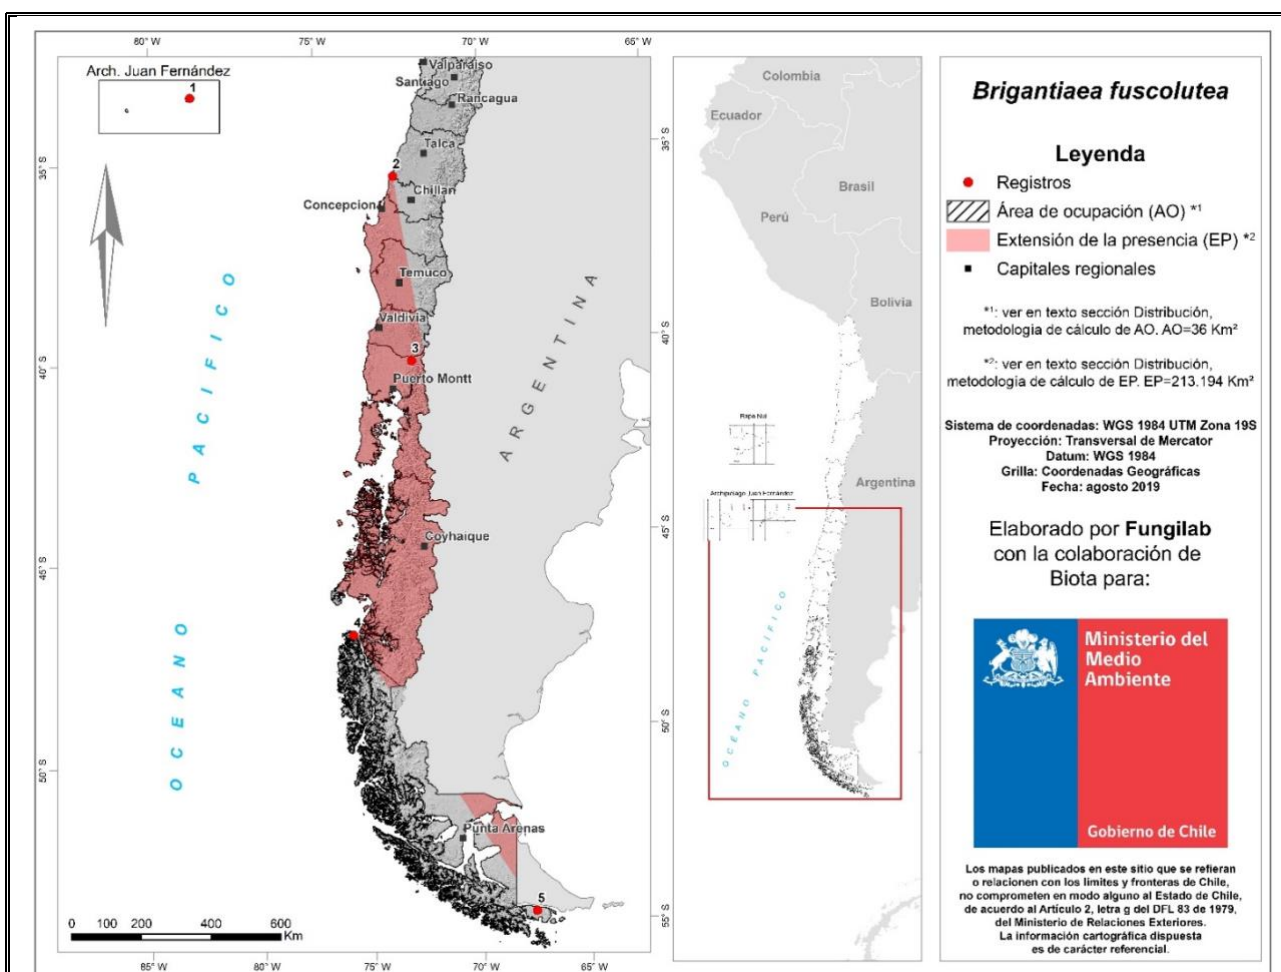 80° W
75° W
70° W
65° W
Arch. Juan Fernández
1
Valparaiso
Santiago
Rancagua
Talca
2
Chillan
Concepcion
Temuco
Valdivia
3
Puerto Montt
Coyhaique
4
Punta Arenas
5
35° S
40° S
45° S
50° S
OCEANO PACIFICO
ARGENTINA
0 200 400 600
Km
85° W
80° W
75° W
70° W
65° W
35° S
40° S
45° S
50° S
55° S
Colombia
Ecuador
Brasil
Perú
Bolivia
Rapa Nui
Archipiélago Juan Fernández
Argentina
OCÉANO PACÍFICO
Brigantiaea fuscolutea
Leyenda
Registros
Área de ocupación (AO) *1
Extensión de la presencia (EP) *2
Capitales regionales
*1: ver en texto sección Distribución,
metodología de cálculo de AO. AO=36 Km²
*2: ver en texto sección Distribución,
metodología de cálculo de EP. EP=213.194 Km²
Sistema de coordenadas: WGS 1984 UTM Zona 19S
Proyección: Transversal de Mercator
Datum: WGS 1984
Grilla: Coordenadas Geográficas
Fecha: agosto 2019
Elaborado por Fungilab
con la colaboración de
Biota para:
Ministerio del
Medio
Ambiente
Gobierno de Chile
Los mapas publicados en este sitio que se refieran
o relacionen con los límites y fronteras de Chile,
no comprometen en modo alguno al Estado de Chile,
de acuerdo al Artículo 2, letra g del DFL 83 de 1979,
del Ministerio de Relaciones Exteriores.
La información cartográfica dispuesta
es de carácter referencial.